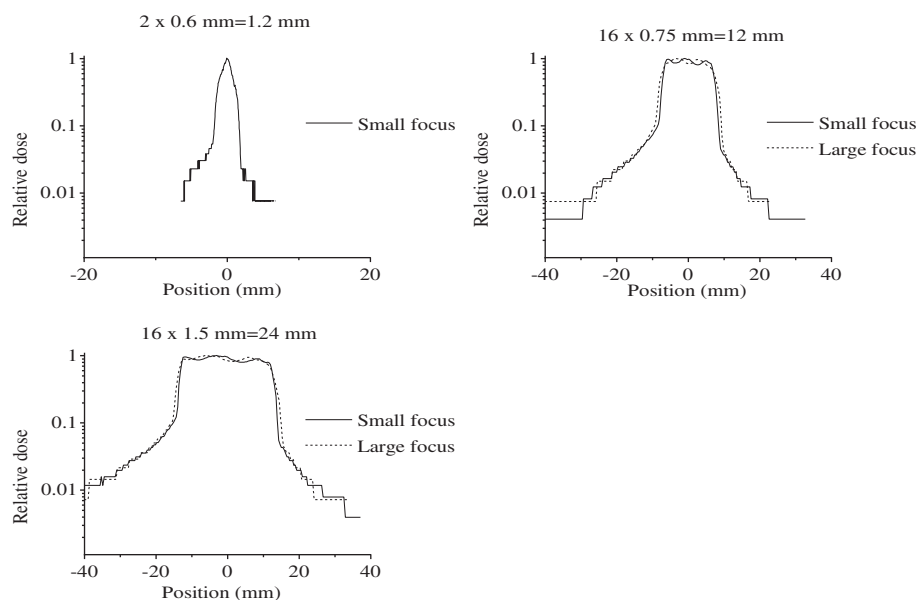 2 x 0.6 mm=1.2 mm
1
0.1
0.01
Relative dose
Small focus
-20
0
20
Position (mm)
16 x 0.75 mm=12 mm
1
0.1
0.01
Relative dose
Small focus
Large focus
-40
-20
0
20
40
Position (mm)
16 x 1.5 mm=24 mm
1
0.1
0.01
Relative dose
Small focus
Large focus
-40
-20
0
20
40
Position (mm)